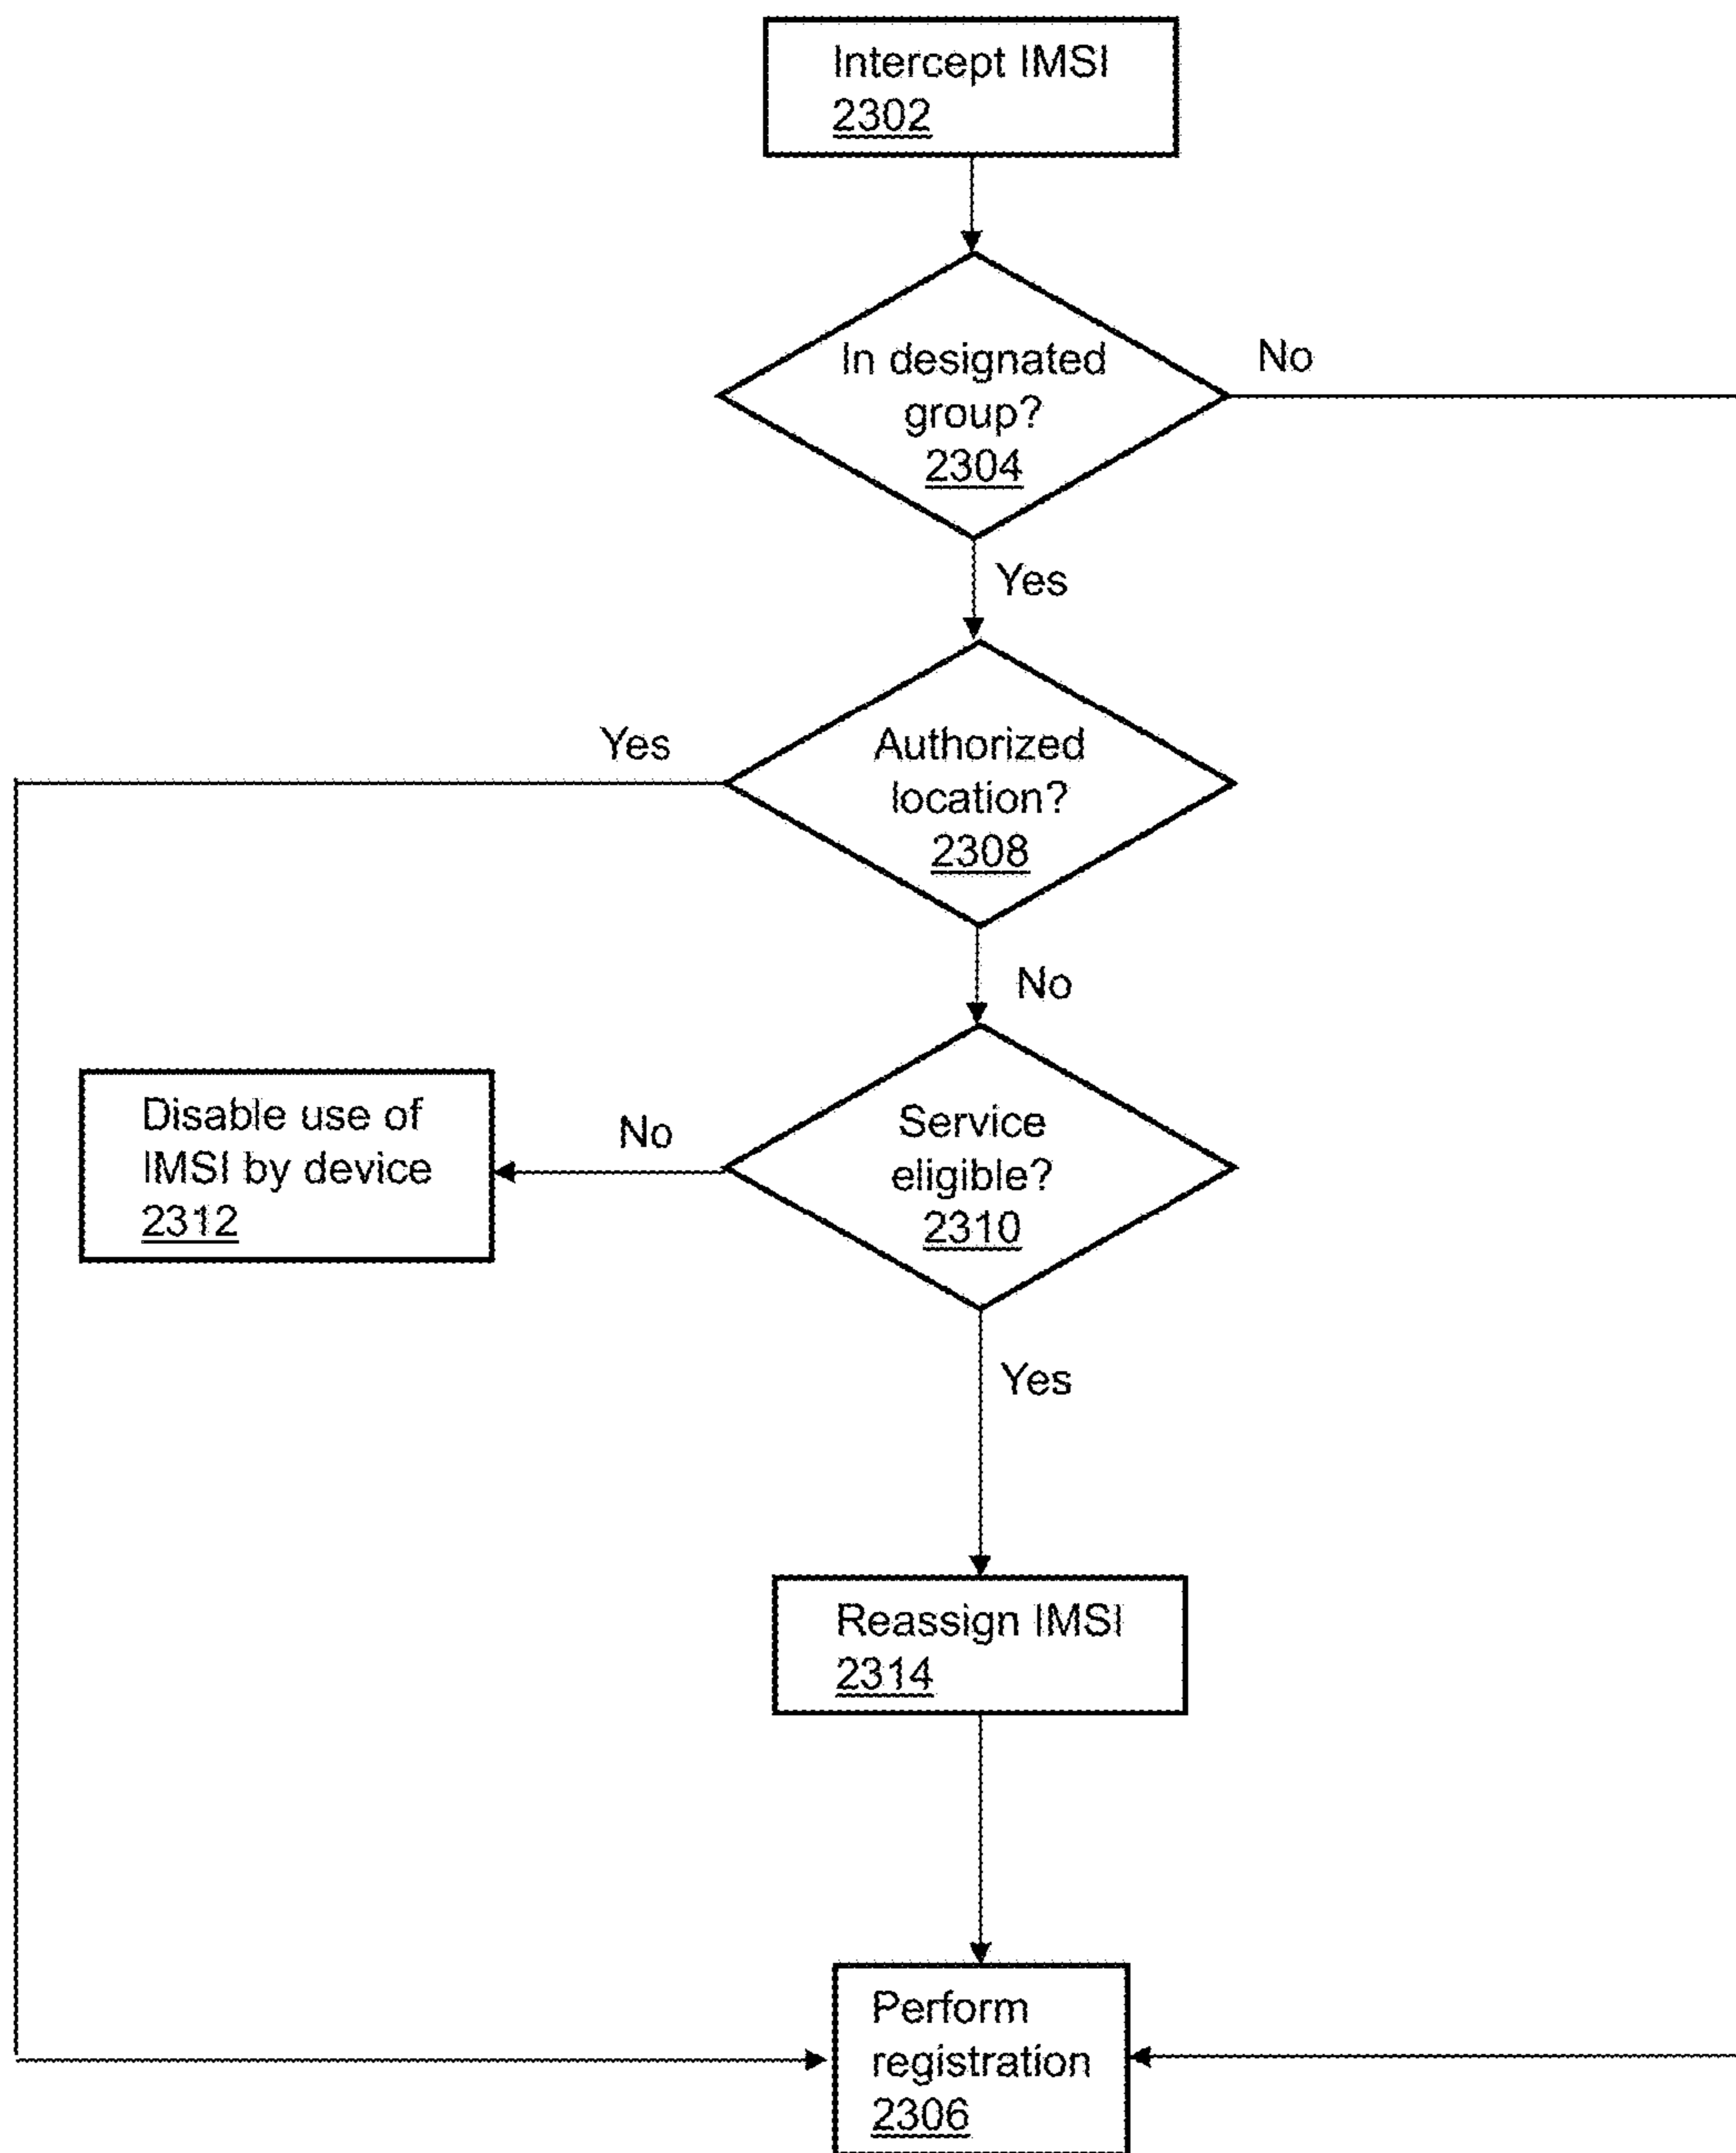 Intercept IMSI
2302
In designated
group?
2304
No
Yes
Authorized
location?
2308
Yes
No
Service
eligible?
2310
No
Disable use of
IMSI by device
2312
Yes
Reassign IMSI
2314
Perform
registration
2306